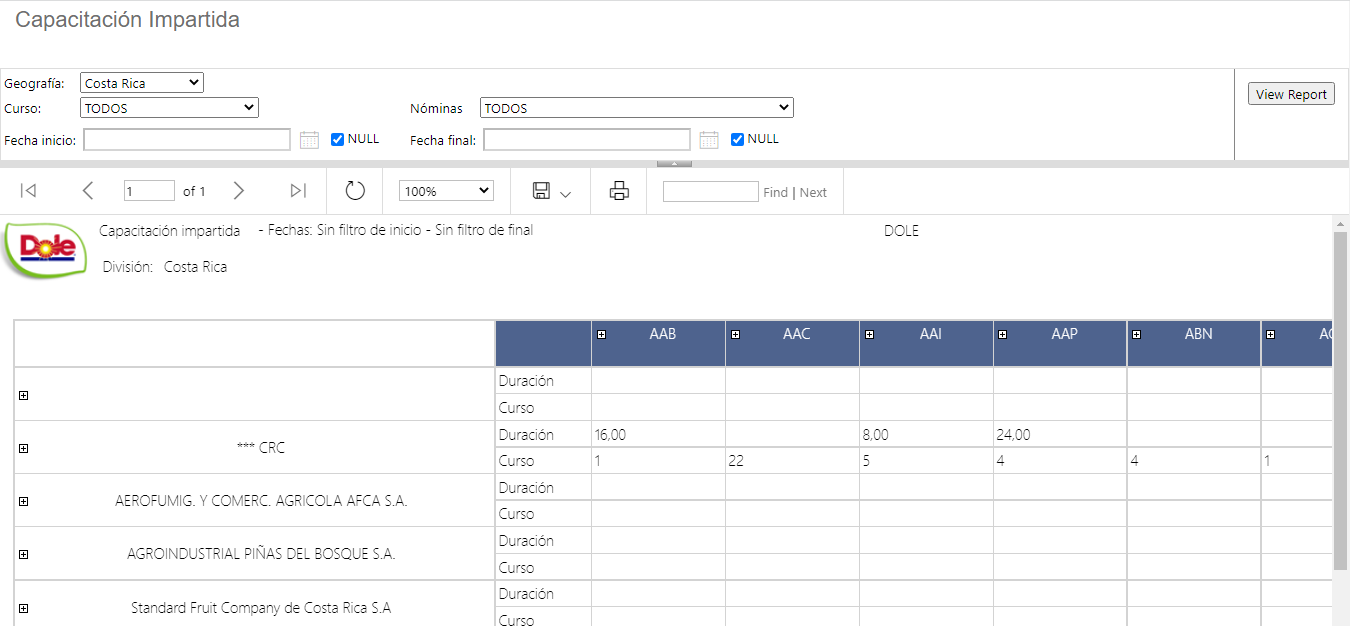 Capacitación Impartida
Geografía: Costa Rica
Curso: TODOS Nóminas TODOS
Fecha inicio: NULL Fecha final: NULL
View Report
1 of 1 100% Find | Next
Dole
Capacitación impartida - Fechas: Sin filtro de inicio - Sin filtro de final DOLE
División: Costa Rica
AAB AAC AAI AAP ABN
Duración
Curso
*** CRC
Duración 16,00 8,00 24,00
Curso 1 22 5 4 4 1
AEROFUMIG. Y COMERC. AGRICOLA AFCA S.A.
Duración
Curso
AGROINDUSTRIAL PIÑAS DEL BOSQUE S.A.
Duración
Curso
Standard Fruit Company de Costa Rica S.A
Duración
Curso